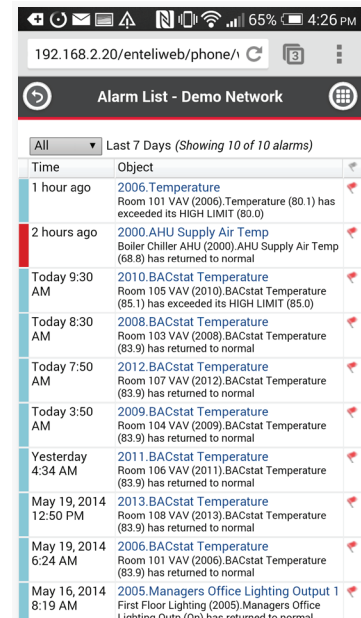 65% 4:26 PM
192.168.2.20/enteliweb/phone/
3
Alarm List - Demo Network
All Last 7 Days (Showing 10 of 10 alarms)
Time Object
1 hour ago 2006.Temperature
Room 101 VAV (2006).Temperature (80.1) has
exceeded its HIGH LIMIT (80.0)
2 hours ago 2000.AHU Supply Air Temp
Boiler Chiller AHU (2000).AHU Supply Air Temp
(68.8) has returned to normal
Today 9:30 2010.BACstat Temperature
AM Room 105 VAV (2010).BACstat Temperature
(85.1) has exceeded its HIGH LIMIT (85.0)
Today 8:30 2008.BACstat Temperature
AM Room 103 VAV (2008).BACstat Temperature
(83.9) has returned to normal
Today 7:50 2012.BACstat Temperature
AM Room 107 VAV (2012).BACstat Temperature
(83.9) has returned to normal
Today 3:50 2009.BACstat Temperature
AM Room 104 VAV (2009).BACstat Temperature
(83.9) has returned to normal
Yesterday 2011.BACstat Temperature
4:34 AM Room 106 VAV (2011).BACstat Temperature
(83.9) has returned to normal
May 19, 2014 2013.BACstat Temperature
12:50 PM Room 108 VAV (2013).BACstat Temperature
(83.9) has returned to normal
May 19, 2014 2006.BACstat Temperature
6:24 AM Room 101 VAV (2006).BACstat Temperature
(83.9) has returned to normal
May 16, 2014 2005.Managers Office Lighting Output 1
8:19 AM First Floor Lighting (2005).Managers Office
Lighting Outp (On) has returned to normal